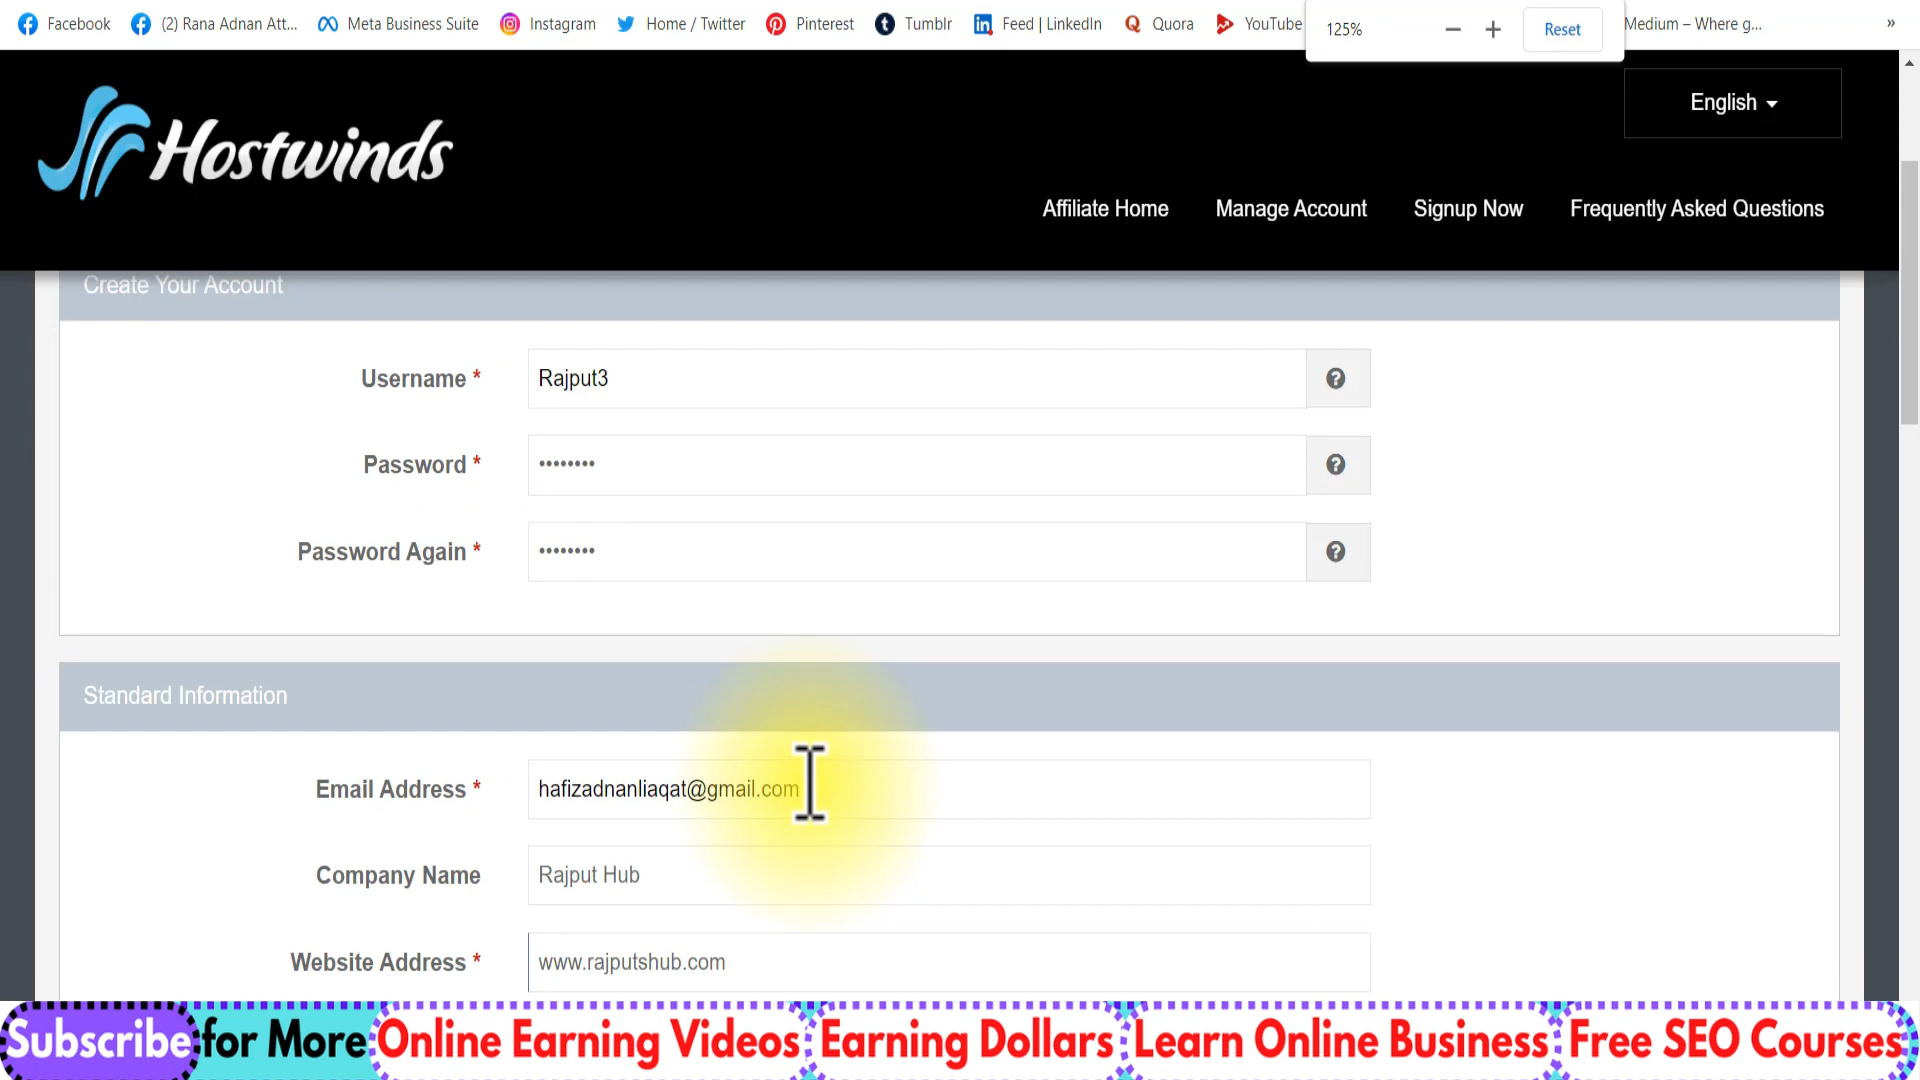 Facebook (2) Rana Adnan Att... Meta Business Suite Instagram Home / Twitter Pinterest Tumblr Feed | LinkedIn Quora YouTube Medium – Where g... »
125% Reset
English
Hostwinds
Affiliate Home Manage Account Signup Now Frequently Asked Questions
Create Your Account
Username * Rajput3
Password * ••••••••
Password Again * ••••••••
Standard Information
Email Address * hafizadnanliaqat@gmail.com
Company Name Rajput Hub
Website Address * www.rajputshub.com
Subscribe for More Online Earning Videos Earning Dollars Learn Online Business Free SEO Courses